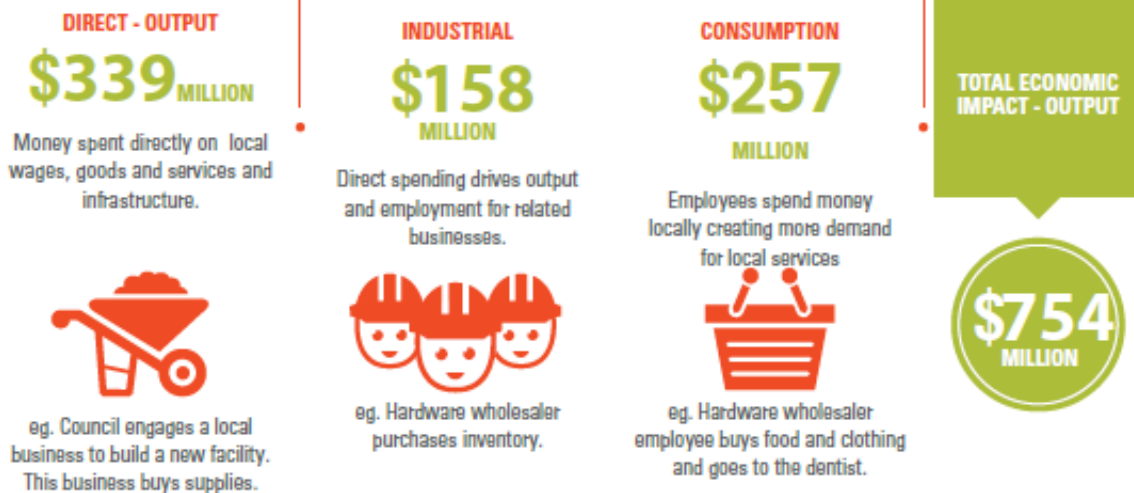 DIRECT - OUTPUT
$339 MILLION
Money spent directly on local
wages, goods and services and
infrastructure.
eg. Council engages a local
business to build a new facility.
This business buys supplies.
INDUSTRIAL
$158
MILLION
Direct spending drives output
and employment for related
businesses.
eg. Hardware wholesaler
purchases inventory.
CONSUMPTION
$257
MILLION
Employees spend money
locally creating more demand
for local services
eg. Hardware wholesaler
employee buys food and clothing
and goes to the dentist.
TOTAL ECONOMIC
IMPACT - OUTPUT
$754
MILLION